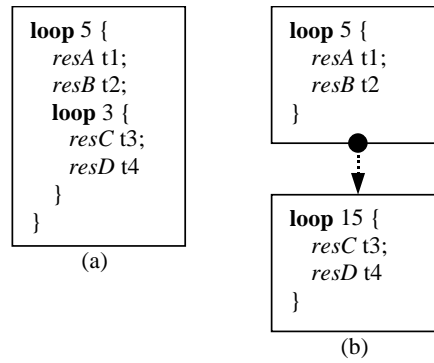 loop 5 {
resA t1;
resB t2;
loop 3 {
resC t3;
resD t4
}
}
(a)
loop 5 {
resA t1;
resB t2
}
loop 15 {
resC t3;
resD t4
}
(b)